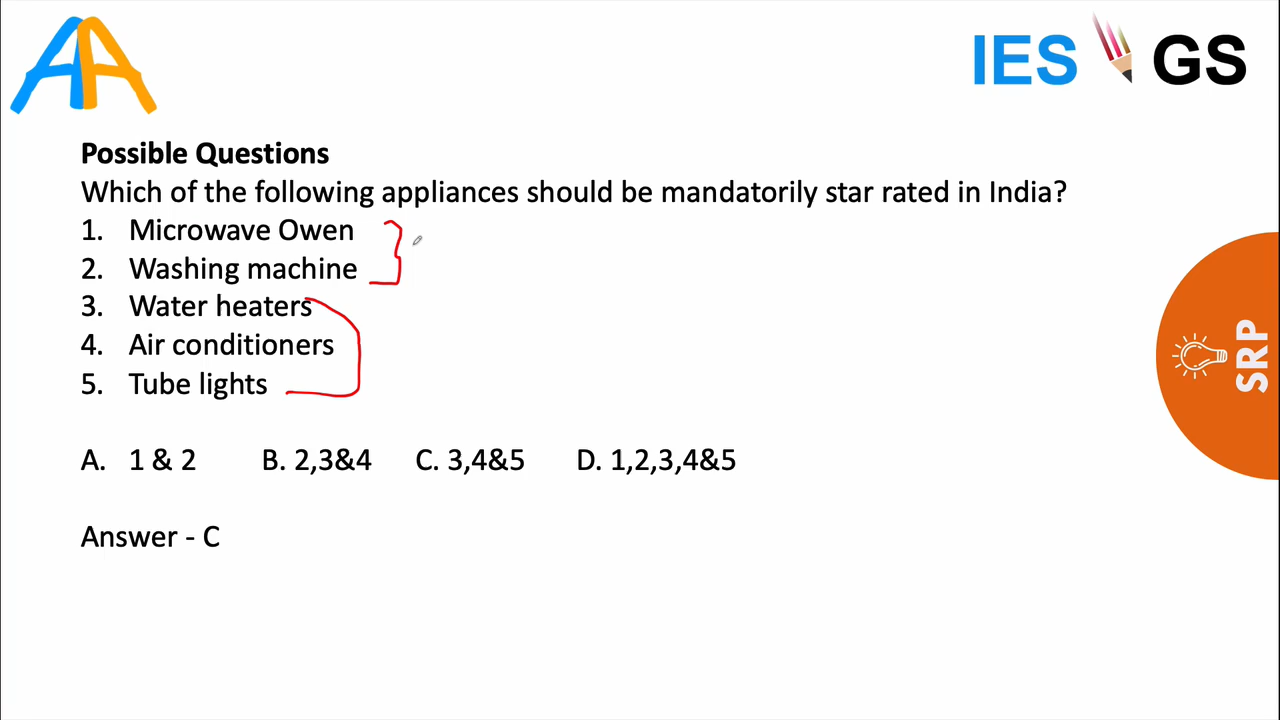 AA
IES GS
Possible Questions
Which of the following appliances should be mandatorily star rated in India?
1. Microwave Owen
2. Washing machine
3. Water heaters
4. Air conditioners
5. Tube lights
A. 1 & 2 B. 2,3&4 C. 3,4&5 D. 1,2,3,4&5
Answer - C
SRP